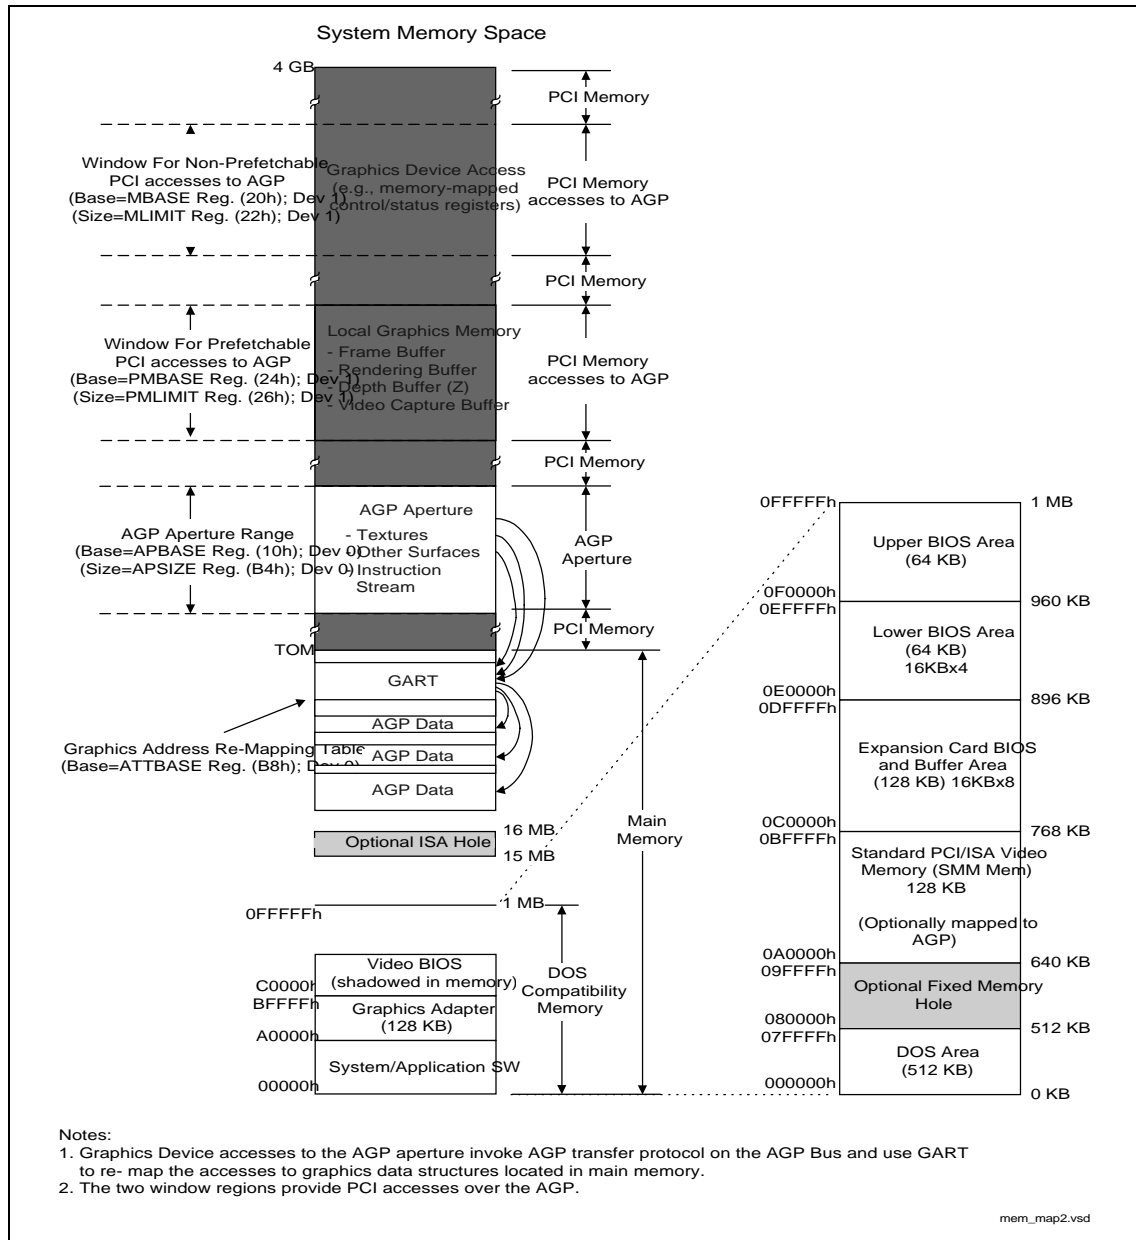 System Memory Space
4 GB
PCI Memory
Window For Non-Prefetchable
PCI accesses to AGP
(Base=MBASE Reg. (20h); Dev 1)
(Size=MLIMIT Reg. (22h); Dev 1)
Graphics Device Access
(e.g., memory-mapped
control/status registers)
PCI Memory
accesses to AGP
PCI Memory
Window For Prefetchable
PCI accesses to AGP
(Base=PMBASE Reg. (24h); Dev 1)
(Size=PMLIMIT Reg. (26h); Dev 1)
Local Graphics Memory
- Frame Buffer
- Rendering Buffer
- Depth Buffer (Z)
- Video Capture Buffer
PCI Memory
accesses to AGP
PCI Memory
AGP Aperture Range
(Base=APBASE Reg. (10h); Dev 0)
(Size=APSIZE Reg. (B4h); Dev 0)
AGP Aperture
- Textures
- Other Surfaces
- Instruction
Stream
AGP
Aperture
PCI Memory
TOM
GART
AGP Data
AGP Data
AGP Data
Graphics Address Re-Mapping Table
(Base=ATTBASE Reg. (B8h); Dev 0)
Main
Memory
16 MB
Optional ISA Hole
15 MB
1 MB
0FFFFFh
DOS
Compatibility
Memory
Video BIOS
(shadowed in memory)
C0000h
BFFFFh
Graphics Adapter
(128 KB)
A0000h
System/Application SW
00000h
0FFFFFh
1 MB
Upper BIOS Area
(64 KB)
0F0000h
0EFFFFh
960 KB
Lower BIOS Area
(64 KB)
16KBx4
0E0000h
0DFFFFh
896 KB
Expansion Card BIOS
and Buffer Area
(128 KB) 16KBx8
0C0000h
0BFFFFh
768 KB
Standard PCI/ISA Video
Memory (SMM Mem)
128 KB
(Optionally mapped to
AGP)
0A0000h
09FFFFh
640 KB
Optional Fixed Memory
Hole
080000h
07FFFFh
512 KB
DOS Area
(512 KB)
000000h
0 KB
Notes:
1. Graphics Device accesses to the AGP aperture invoke AGP transfer protocol on the AGP Bus and use GART
to re- map the accesses to graphics data structures located in main memory.
2. The two window regions provide PCI accesses over the AGP.
mem_map2.vsd